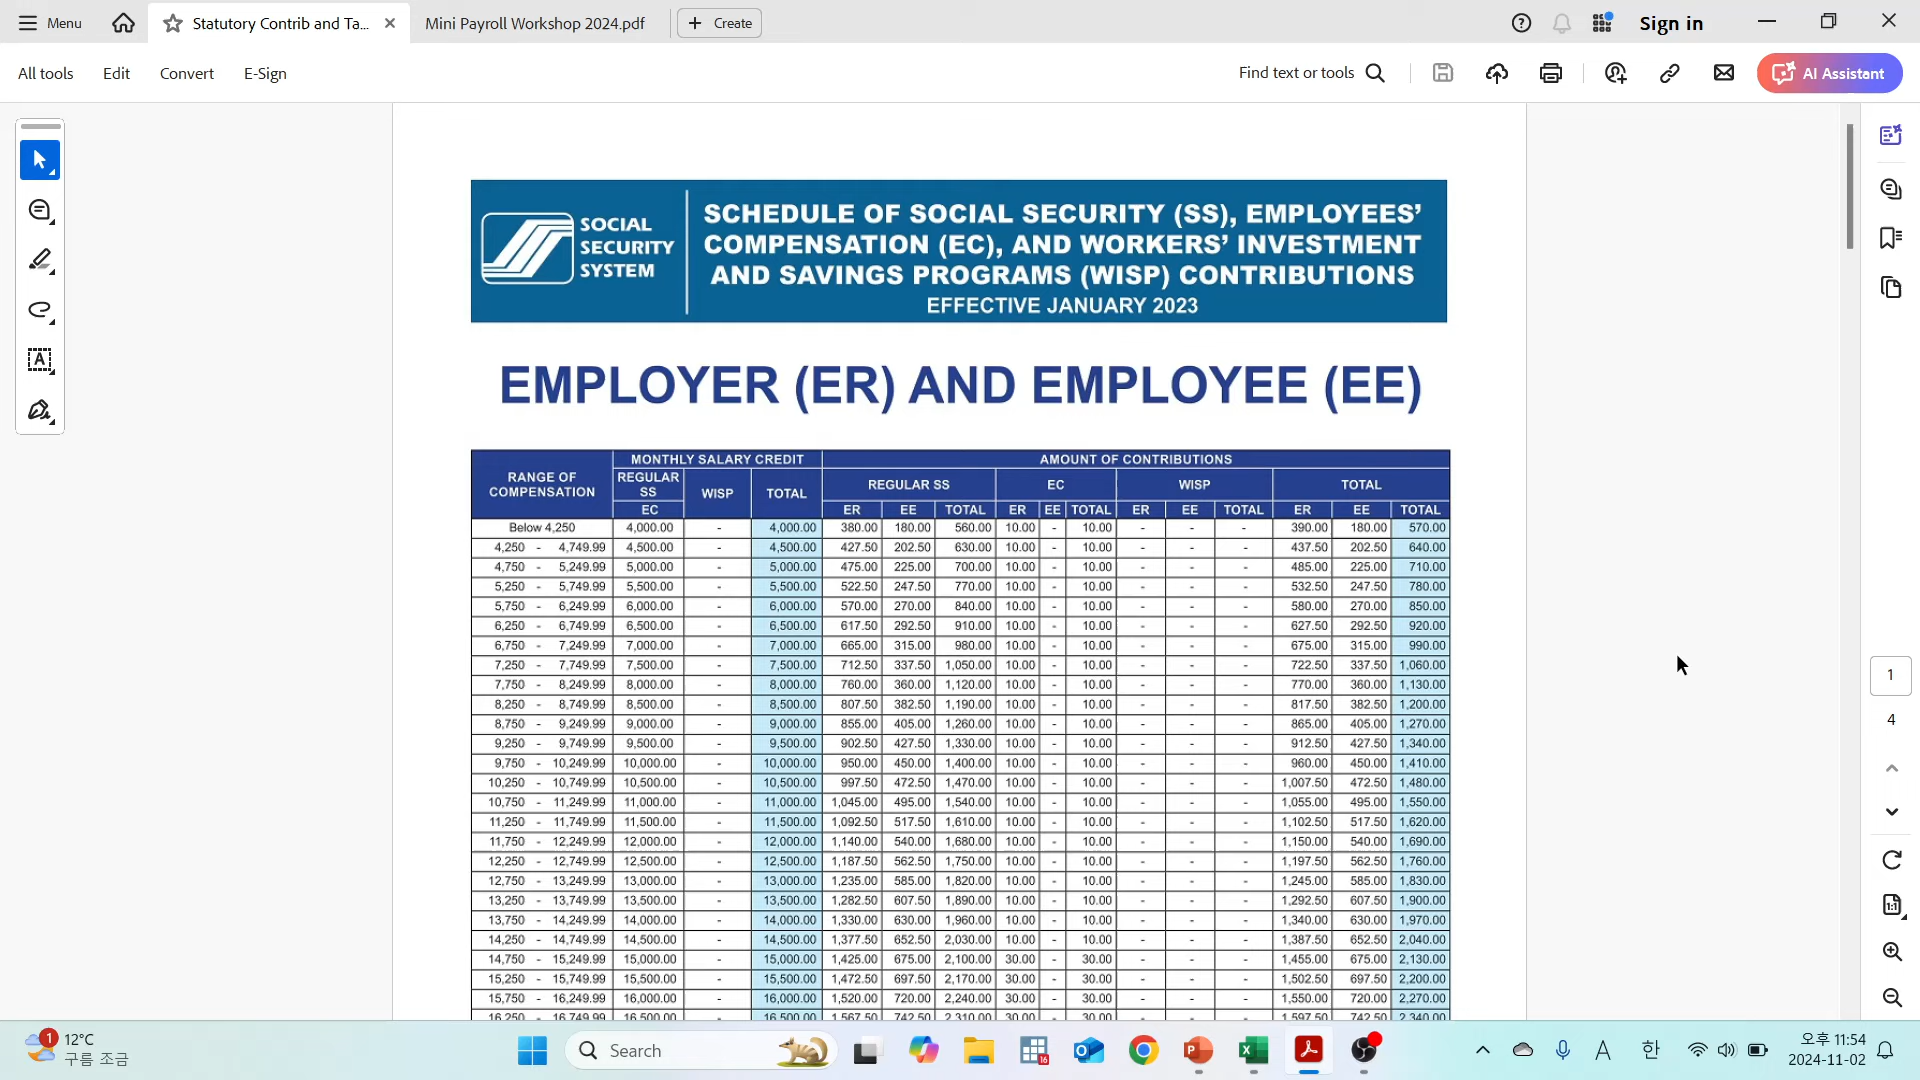 Menu
Statutory Contrib and Ta...
Mini Payroll Workshop 2024.pdf
Create
Sign in
All tools
Edit
Convert
E-Sign
Find text or tools
AI Assistant
SOCIAL
SECURITY
SYSTEM
SCHEDULE OF SOCIAL SECURITY (SS), EMPLOYEES'
COMPENSATION (EC), AND WORKERS' INVESTMENT
AND SAVINGS PROGRAMS (WISP) CONTRIBUTIONS
EFFECTIVE JANUARY 2023
EMPLOYER (ER) AND EMPLOYEE (EE)
RANGE OF COMPENSATION MONTHLY SALARY CREDIT AMOUNT OF CONTRIBUTIONS
REGULAR SS WISP TOTAL REGULAR SS EC WISP TOTAL
EC ER EE TOTAL ER EE TOTAL ER EE TOTAL ER EE TOTAL
Below 4,250 4,000.00 - 4,000.00 380.00 180.00 560.00 10.00 - 10.00 - - - 390.00 180.00 570.00
4,250 - 4,749.99 4,500.00 - 4,500.00 427.50 202.50 630.00 10.00 - 10.00 - - - 437.50 202.50 640.00
4,750 - 5,249.99 5,000.00 - 5,000.00 475.00 225.00 700.00 10.00 - 10.00 - - - 485.00 225.00 710.00
5,250 - 5,749.99 5,500.00 - 5,500.00 522.50 247.50 770.00 10.00 - 10.00 - - - 532.50 247.50 780.00
5,750 - 6,249.99 6,000.00 - 6,000.00 570.00 270.00 840.00 10.00 - 10.00 - - - 580.00 270.00 850.00
6,250 - 6,749.99 6,500.00 - 6,500.00 617.50 292.50 910.00 10.00 - 10.00 - - - 627.50 292.50 920.00
6,750 - 7,249.99 7,000.00 - 7,000.00 665.00 315.00 980.00 10.00 - 10.00 - - - 675.00 315.00 990.00
7,250 - 7,749.99 7,500.00 - 7,500.00 712.50 337.50 1,050.00 10.00 - 10.00 - - - 722.50 337.50 1,060.00
7,750 - 8,249.99 8,000.00 - 8,000.00 760.00 360.00 1,120.00 10.00 - 10.00 - - - 770.00 360.00 1,130.00
8,250 - 8,749.99 8,500.00 - 8,500.00 807.50 382.50 1,190.00 10.00 - 10.00 - - - 817.50 382.50 1,200.00
8,750 - 9,249.99 9,000.00 - 9,000.00 855.00 405.00 1,260.00 10.00 - 10.00 - - - 865.00 405.00 1,270.00
9,250 - 9,749.99 9,500.00 - 9,500.00 902.50 427.50 1,330.00 10.00 - 10.00 - - - 912.50 427.50 1,340.00
9,750 - 10,249.99 10,000.00 - 10,000.00 950.00 450.00 1,400.00 10.00 - 10.00 - - - 960.00 450.00 1,410.00
10,250 - 10,749.99 10,500.00 - 10,500.00 997.50 472.50 1,470.00 10.00 - 10.00 - - - 1,007.50 472.50 1,480.00
10,750 - 11,249.99 11,000.00 - 11,000.00 1,045.00 495.00 1,540.00 10.00 - 10.00 - - - 1,055.00 495.00 1,550.00
11,250 - 11,749.99 11,500.00 - 11,500.00 1,092.50 517.50 1,610.00 10.00 - 10.00 - - - 1,102.50 517.50 1,620.00
11,750 - 12,249.99 12,000.00 - 12,000.00 1,140.00 540.00 1,680.00 10.00 - 10.00 - - - 1,150.00 540.00 1,690.00
12,250 - 12,749.99 12,500.00 - 12,500.00 1,187.50 562.50 1,750.00 10.00 - 10.00 - - - 1,197.50 562.50 1,760.00
12,750 - 13,249.99 13,000.00 - 13,000.00 1,235.00 585.00 1,820.00 10.00 - 10.00 - - - 1,245.00 585.00 1,830.00
13,250 - 13,749.99 13,500.00 - 13,500.00 1,282.50 607.50 1,890.00 10.00 - 10.00 - - - 1,292.50 607.50 1,900.00
13,750 - 14,249.99 14,000.00 - 14,000.00 1,330.00 630.00 1,960.00 10.00 - 10.00 - - - 1,340.00 630.00 1,970.00
14,250 - 14,749.99 14,500.00 - 14,500.00 1,377.50 652.50 2,030.00 10.00 - 10.00 - - - 1,387.50 652.50 2,040.00
14,750 - 15,249.99 15,000.00 - 15,000.00 1,425.00 675.00 2,100.00 30.00 - 30.00 - - - 1,455.00 675.00 2,130.00
15,250 - 15,749.99 15,500.00 - 15,500.00 1,472.50 697.50 2,170.00 30.00 - 30.00 - - - 1,502.50 697.50 2,200.00
15,750 - 16,249.99 16,000.00 - 16,000.00 1,520.00 720.00 2,240.00 30.00 - 30.00 - - - 1,550.00 720.00 2,270.00
16,250 - 16,749.99 16,500.00 - 16,500.00 1,567.50 742.50 2,310.00 30.00 - 30.00 - - - 1,597.50 742.50 2,340.00
1
4
1
12°C
구름 조금
Search
16
A
한
오후 11:54
2024-11-02